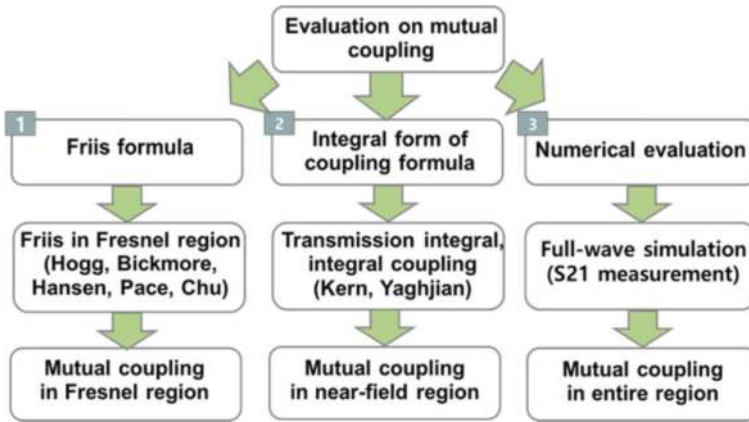 Evaluation on mutual
coupling
1
Friis formula
2
Integral form of
coupling formula
3
Numerical evaluation
Friis in Fresnel region
(Hogg, Bickmore,
Hansen, Pace, Chu)
Transmission integral,
integral coupling
(Kern, Yaghjian)
Full-wave simulation
(S21 measurement)
Mutual coupling
in Fresnel region
Mutual coupling
in near-field region
Mutual coupling
in entire region